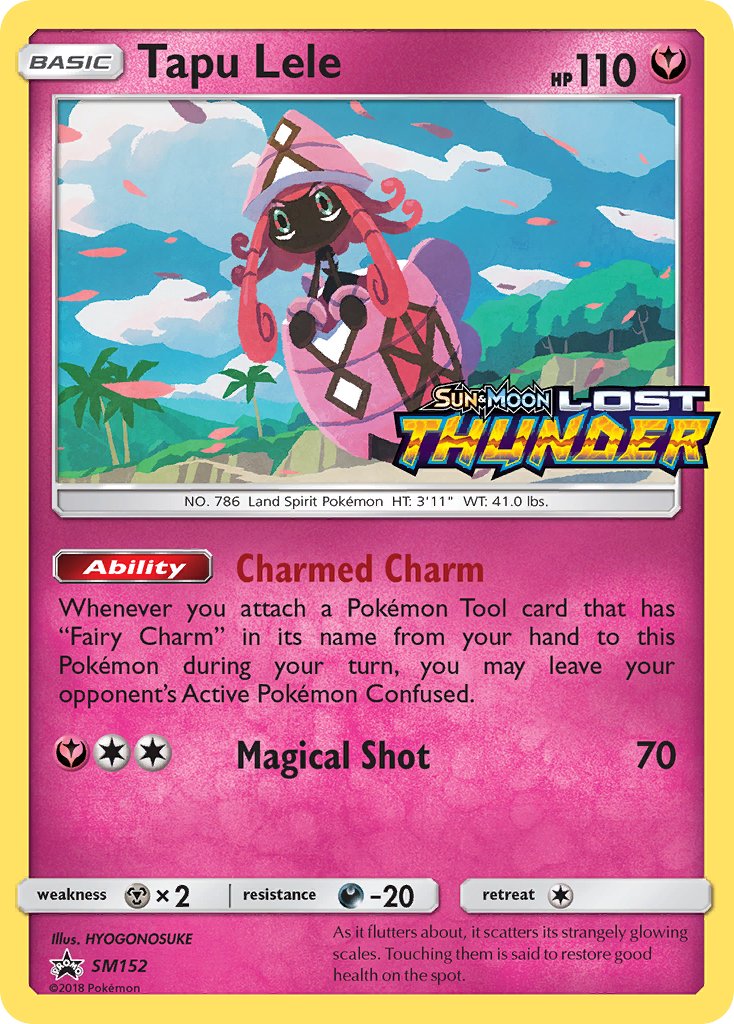 BASIC Tapu Lele HP 110
SUN & MOON LOST
THUNDER
NO. 786 Land Spirit Pokémon HT: 3'11" WT: 41.0 lbs.
Ability Charmed Charm
Whenever you attach a Pokémon Tool card that has
“Fairy Charm” in its name from your hand to this
Pokémon during your turn, you may leave your
opponent’s Active Pokémon Confused.
Magical Shot 70
weakness ×2 resistance -20 retreat
Illus. HYOGONOSUKE
PROMO SM152
©2018 Pokémon
As it flutters about, it scatters its strangely glowing
scales. Touching them is said to restore good
health on the spot.